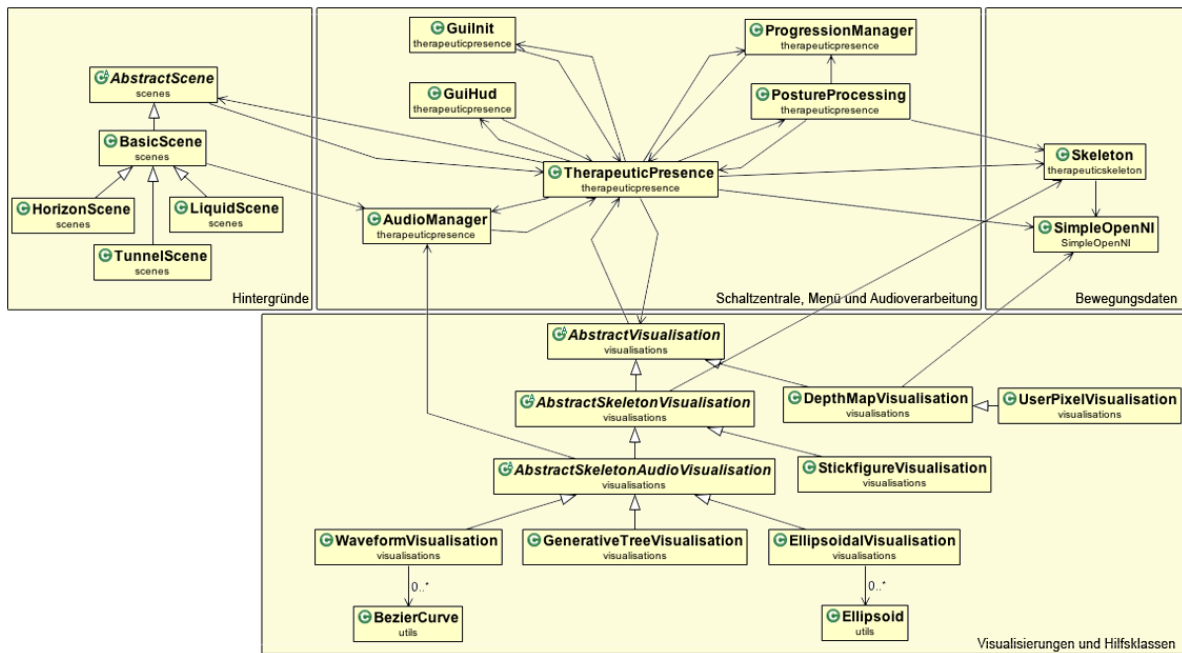 AbstractScene
scenes
BasicScene
scenes
HorizonScene
scenes
LiquidScene
scenes
TunnelScene
scenes
Hintergründe
GuiInit
therapeuticpresence
GuiHud
therapeuticpresence
ProgressionManager
therapeuticpresence
PostureProcessing
therapeuticpresence
TherapeuticPresence
therapeuticpresence
AudioManager
therapeuticpresence
Schaltzentrale, Menü und Audioverarbeitung
Skeleton
therapeuticskeleton
SimpleOpenNI
SimpleOpenNI
Bewegungsdaten
AbstractVisualisation
visualisations
AbstractSkeletonVisualisation
visualisations
DepthMapVisualisation
visualisations
UserPixelVisualisation
visualisations
AbstractSkeletonAudioVisualisation
visualisations
StickfigureVisualisation
visualisations
WaveformVisualisation
visualisations
GenerativeTreeVisualisation
visualisations
EllipsoidalVisualisation
visualisations
0..*
0..*
BezierCurve
utils
Ellipsoid
utils
Visualisierungen und Hilfsklassen